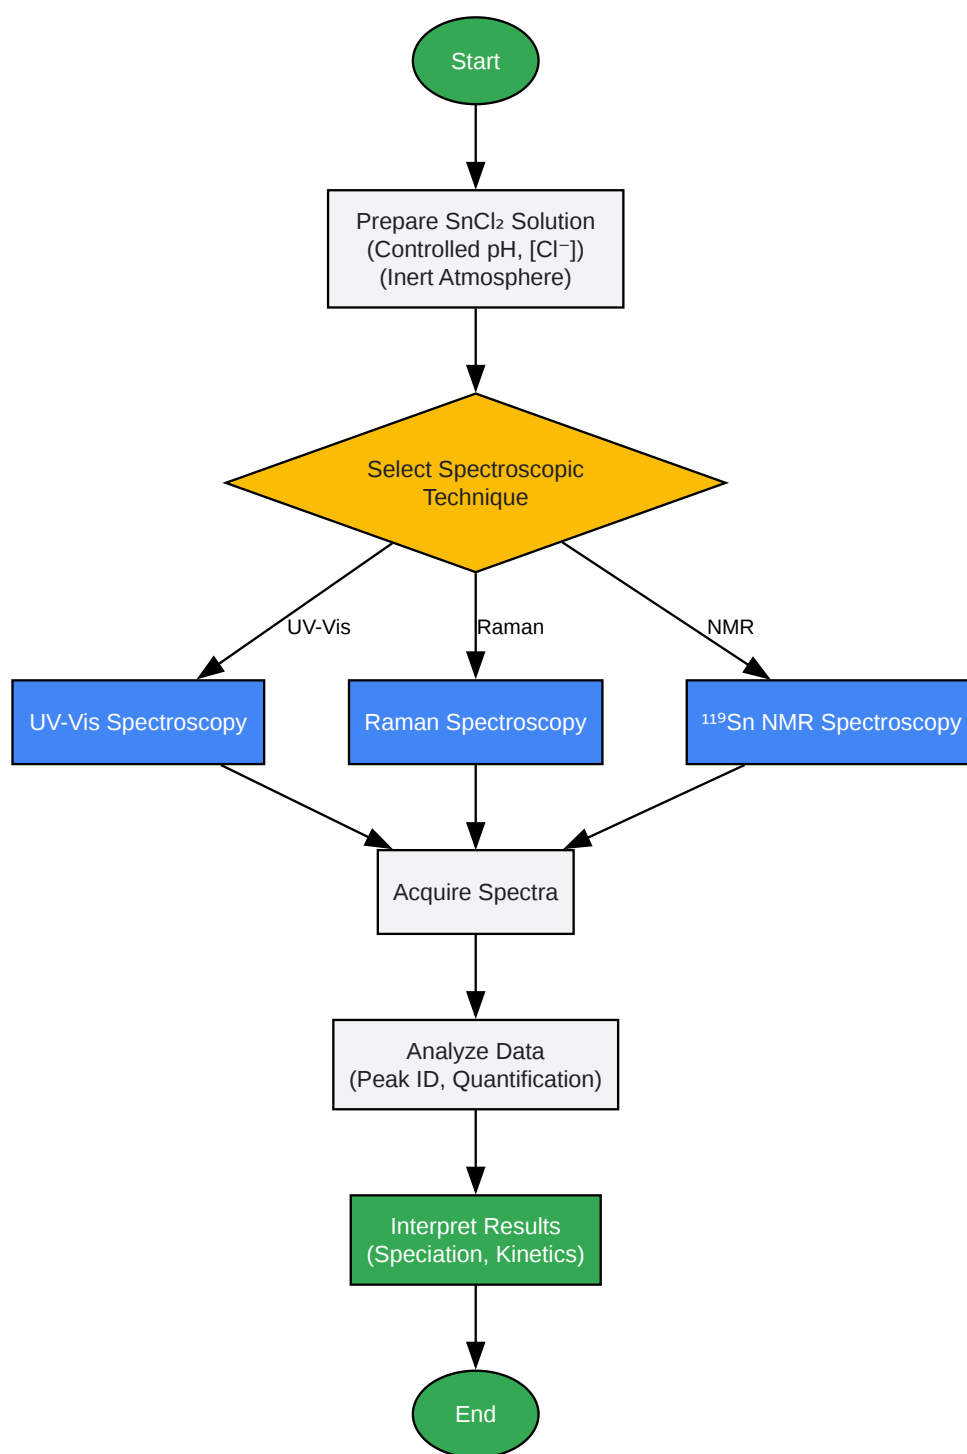 Start
Prepare SnCl₂ Solution
(Controlled pH, [Cl⁻])
(Inert Atmosphere)
Select Spectroscopic
Technique
UV-Vis
Raman
NMR
UV-Vis Spectroscopy
Raman Spectroscopy
¹¹⁹Sn NMR Spectroscopy
Acquire Spectra
Analyze Data
(Peak ID, Quantification)
Interpret Results
(Speciation, Kinetics)
End